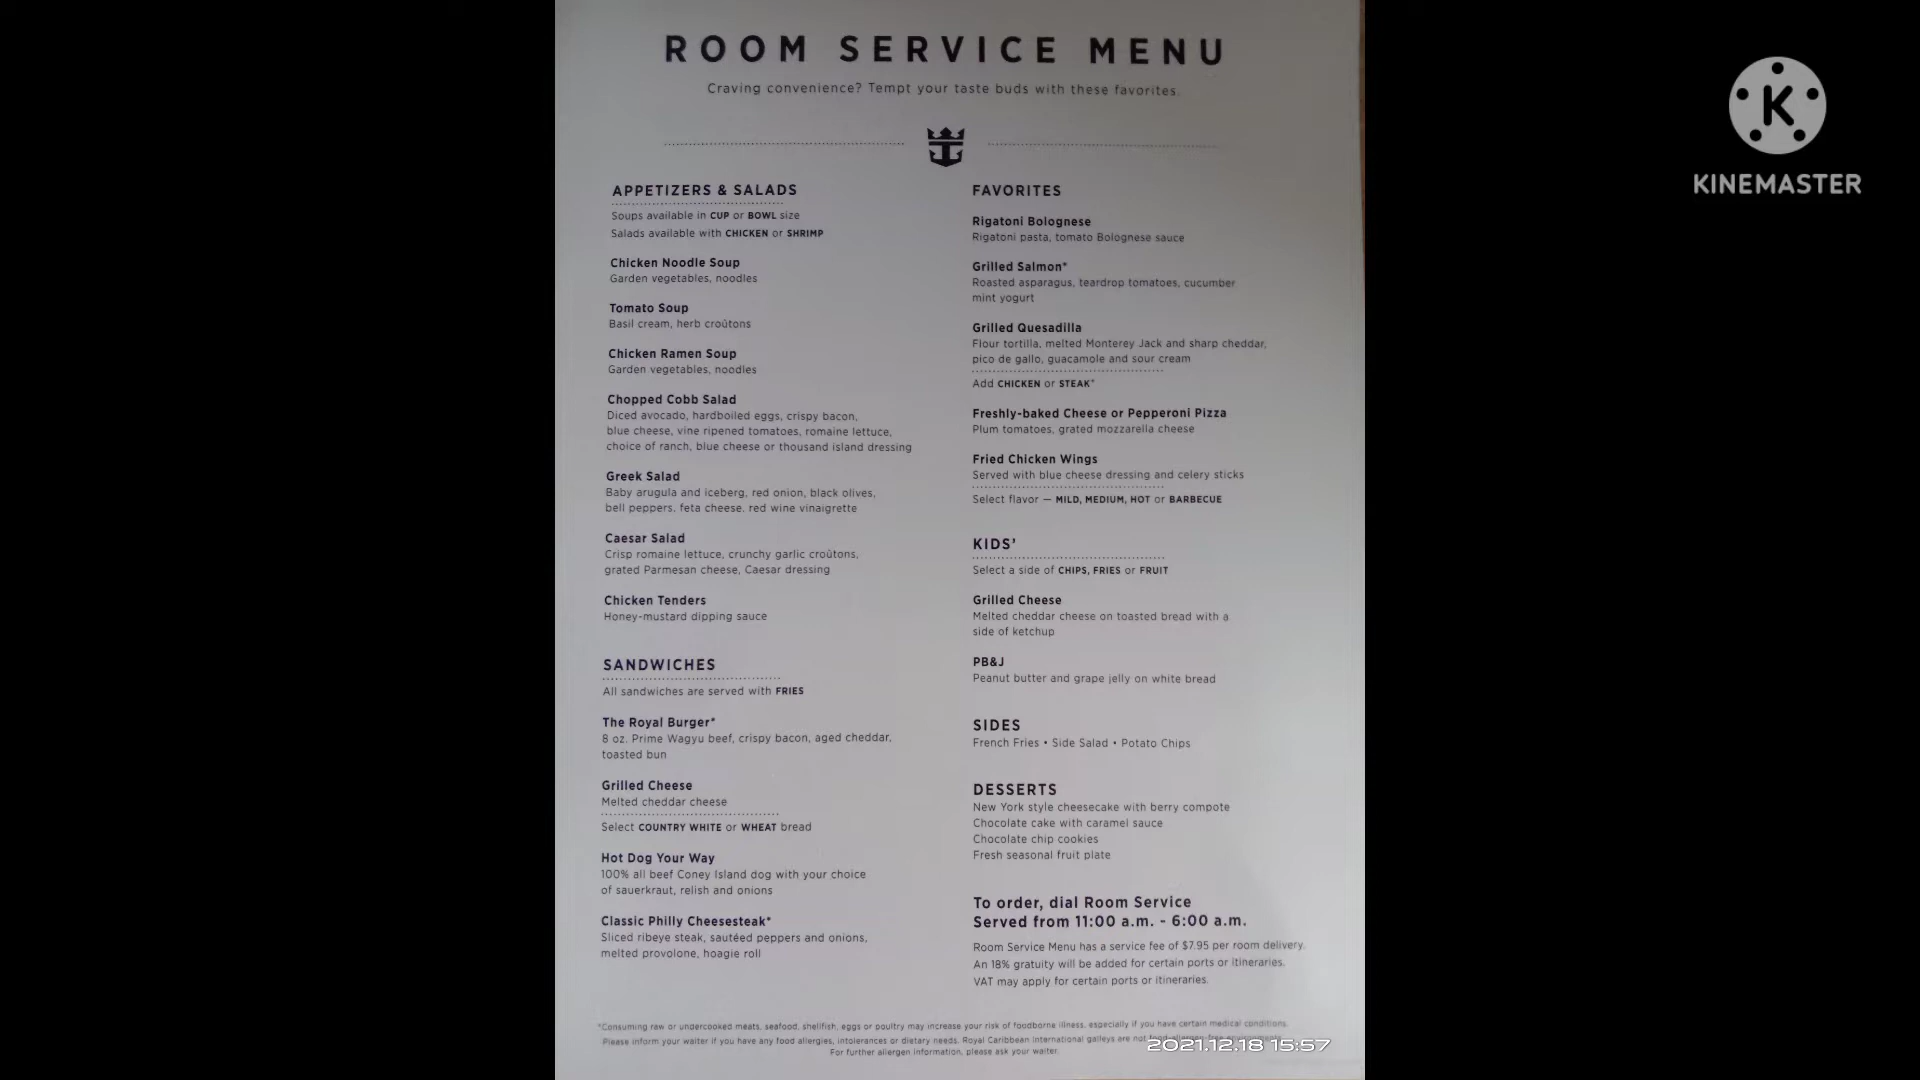 ROOM SERVICE MENU
Craving convenience? Tempt your taste buds with these favorites.
APPETIZERS & SALADS
Soups available in CUP or BOWL size
Salads available with CHICKEN or SHRIMP
Chicken Noodle Soup
Garden vegetables, noodles
Tomato Soup
Basil cream, herb croûtons
Chicken Ramen Soup
Garden vegetables, noodles
Chopped Cobb Salad
Diced avocado, hardboiled eggs, crispy bacon,
blue cheese, vine ripened tomatoes, romaine lettuce,
choice of ranch, blue cheese or thousand island dressing
Greek Salad
Baby arugula and iceberg, red onion, black olives,
bell peppers, feta cheese, red wine vinaigrette
Caesar Salad
Crisp romaine lettuce, crunchy garlic croûtons,
grated Parmesan cheese, Caesar dressing
Chicken Tenders
Honey-mustard dipping sauce
SANDWICHES
All sandwiches are served with FRIES
The Royal Burger*
8 oz. Prime Wagyu beef, crispy bacon, aged cheddar,
toasted bun
Grilled Cheese
Melted cheddar cheese
Select COUNTRY WHITE or WHEAT bread
Hot Dog Your Way
100% all beef Coney Island dog with your choice
of sauerkraut, relish and onions
Classic Philly Cheesesteak*
Sliced ribeye steak, sautéed peppers and onions,
melted provolone, hoagie roll
FAVORITES
Rigatoni Bolognese
Rigatoni pasta, tomato Bolognese sauce
Grilled Salmon*
Roasted asparagus, teardrop tomatoes, cucumber
mint yogurt
Grilled Quesadilla
Flour tortilla, melted Monterey Jack and sharp cheddar,
pico de gallo, guacamole and sour cream
Add CHICKEN or STEAK*
Freshly-baked Cheese or Pepperoni Pizza
Plum tomatoes, grated mozzarella cheese
Fried Chicken Wings
Served with blue cheese dressing and celery sticks
Select flavor — MILD, MEDIUM, HOT or BARBECUE
KIDS'
Select a side of CHIPS, FRIES or FRUIT
Grilled Cheese
Melted cheddar cheese on toasted bread with a
side of ketchup
PB&J
Peanut butter and grape jelly on white bread
SIDES
French Fries • Side Salad • Potato Chips
DESSERTS
New York style cheesecake with berry compote
Chocolate cake with caramel sauce
Chocolate chip cookies
Fresh seasonal fruit plate
To order, dial Room Service
Served from 11:00 a.m. - 6:00 a.m.
Room Service Menu has a service fee of $7.95 per room delivery.
An 18% gratuity will be added for certain ports or itineraries.
VAT may apply for certain ports or itineraries.
*Consuming raw or undercooked meats, seafood, shellfish, eggs or poultry may increase your risk of foodborne illness, especially if you have certain medical conditions.
Please inform your waiter if you have any food allergies, intolerances or dietary needs. Royal Caribbean International galleys are not
For further allergen information, please ask your waiter.
2021.12.18 15:57
K
KINEMASTER